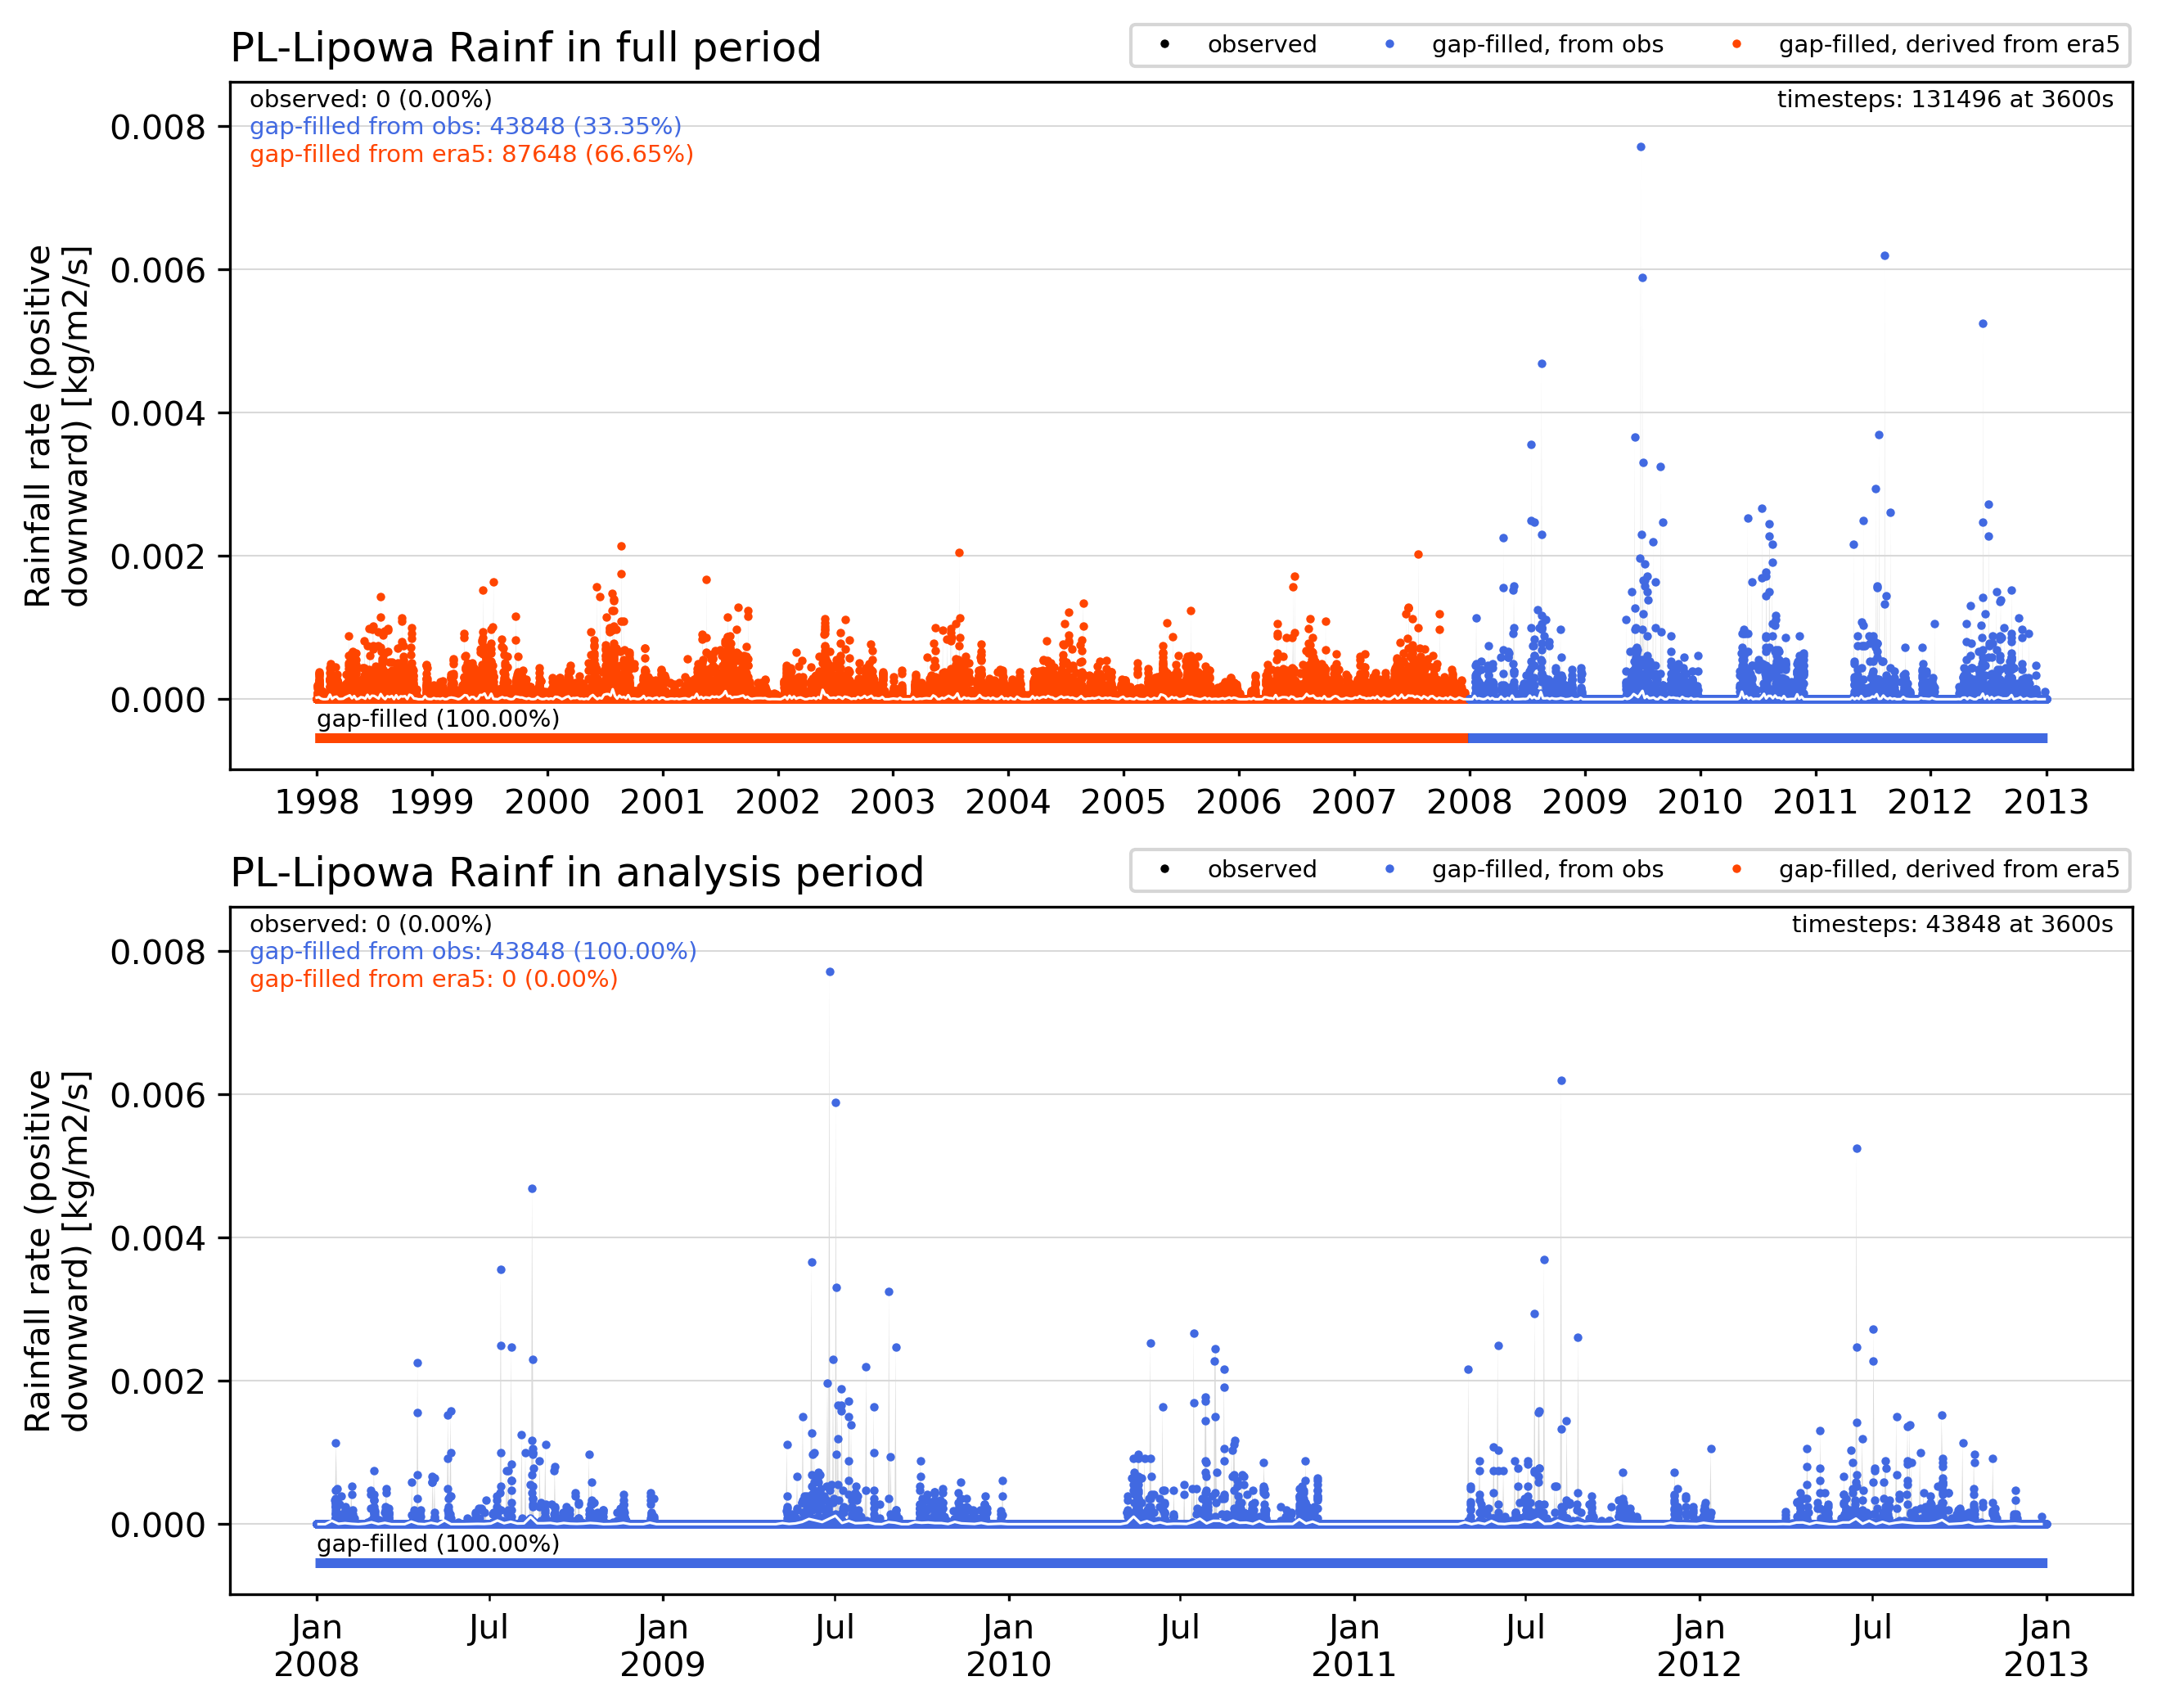 PL-Lipowa Rainf in full period
observed
gap-filled, from obs
gap-filled, derived from era5
observed: 0 (0.00%)
gap-filled from obs: 43848 (33.35%)
gap-filled from era5: 87648 (66.65%)
timesteps: 131496 at 3600s
Rainfall rate (positive
downward) [kg/m2/s]
0.008
0.006
0.004
0.002
0.000
gap-filled (100.00%)
1998 1999 2000 2001 2002 2003 2004 2005 2006 2007 2008 2009 2010 2011 2012 2013
PL-Lipowa Rainf in analysis period
observed
gap-filled, from obs
gap-filled, derived from era5
observed: 0 (0.00%)
gap-filled from obs: 43848 (100.00%)
gap-filled from era5: 0 (0.00%)
timesteps: 43848 at 3600s
Rainfall rate (positive
downward) [kg/m2/s]
0.008
0.006
0.004
0.002
0.000
gap-filled (100.00%)
Jan Jul Jan Jul Jan Jul Jan Jul Jan Jul Jan
2008 2009 2010 2011 2012 2013